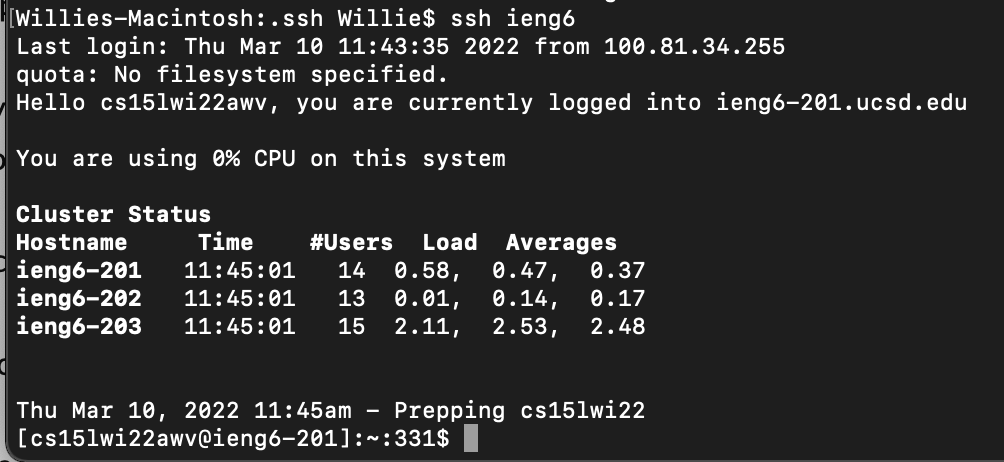 [Willies-Macintosh:.ssh Willie$ ssh ieng6
Last login: Thu Mar 10 11:43:35 2022 from 100.81.34.255
quota: No filesystem specified.
Hello cs15lwi22awv, you are currently logged into ieng6-201.ucsd.edu
You are using 0% CPU on this system
Cluster Status
Hostname     Time    #Users  Load  Averages
ieng6-201   11:45:01   14  0.58,  0.47,  0.37
ieng6-202   11:45:01   13  0.01,  0.14,  0.17
ieng6-203   11:45:01   15  2.11,  2.53,  2.48
Thu Mar 10, 2022 11:45am - Prepping cs15lwi22
[cs15lwi22awv@ieng6-201]:~:331$